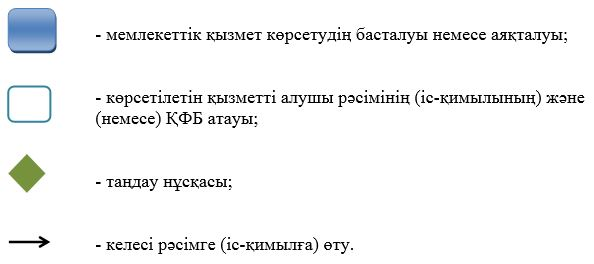 - мемлекеттік қызмет көрсетудің басталуы немесе аяқталуы;
- көрсетілетін қызметті алушы рәсімінің (іс-қимылының) және
(немесе) ҚФБ атауы;
- таңдау нұсқасы;
- келесі рәсімге (іс-қимылға) өту.